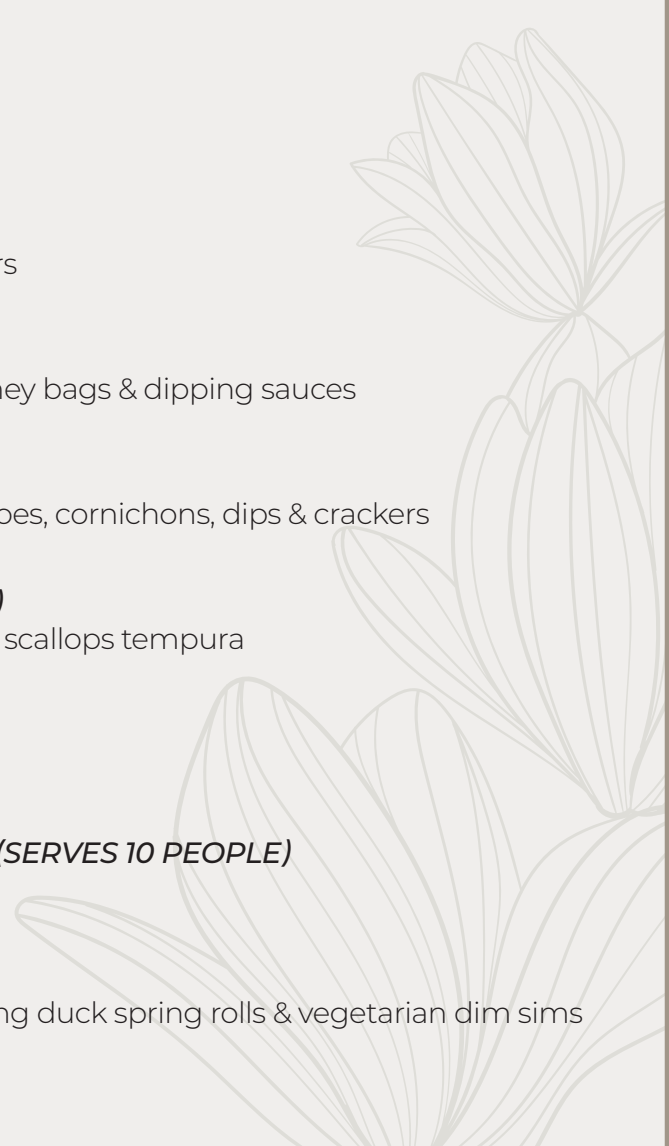 rs
ney bags & dipping sauces
oes, cornichons, dips & crackers
)
scallops tempura
(SERVES 10 PEOPLE)
ng duck spring rolls & vegetarian dim sims